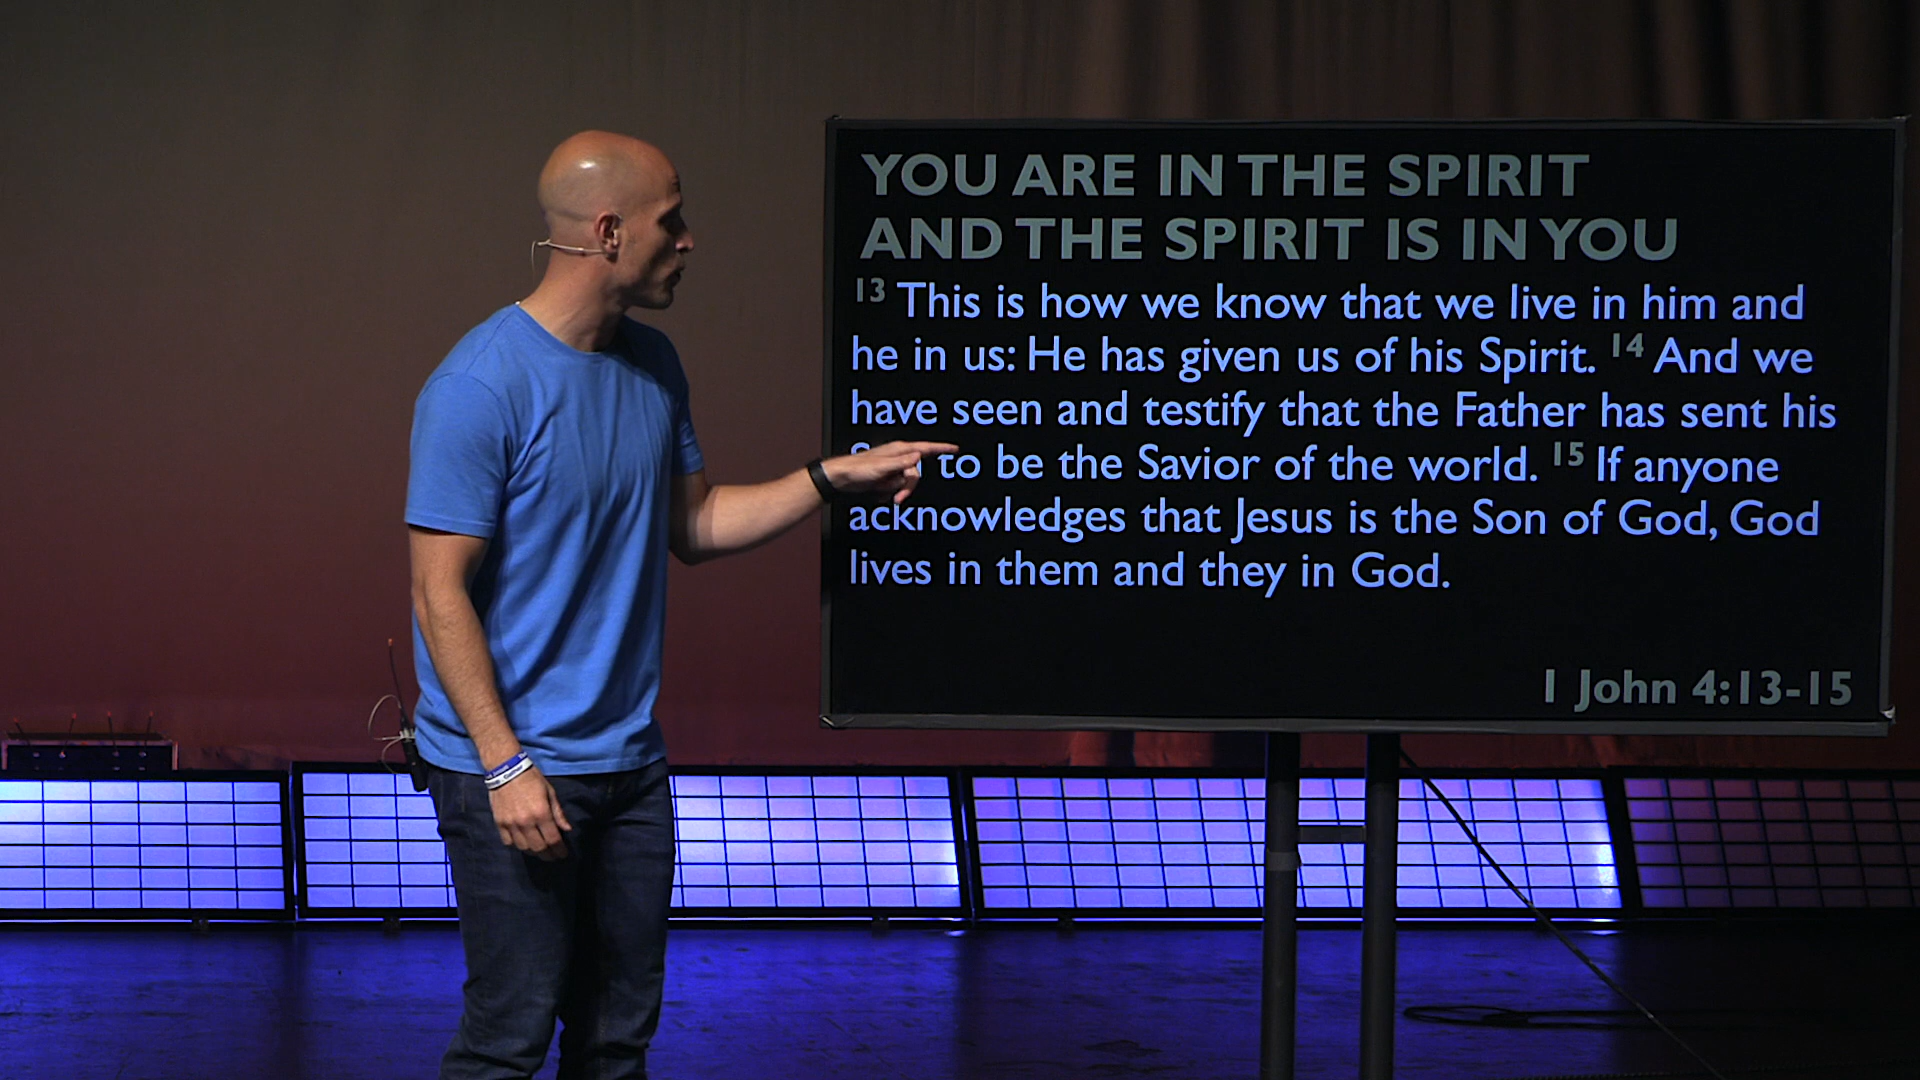 YOU ARE IN THE SPIRIT
AND THE SPIRIT IS IN YOU
13 This is how we know that we live in him and
he in us: He has given us of his Spirit. 14 And we
have seen and testify that the Father has sent his
to be the Savior of the world. 15 If anyone
acknowledges that Jesus is the Son of God, God
lives in them and they in God.
1 John 4:13-15